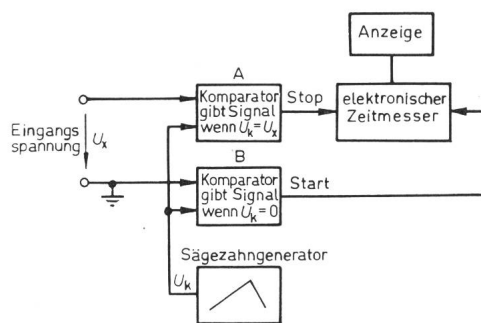 Anzeige
A
Komparator
gibt Signal
wenn U_k = U_x
Stop
elektronischer
Zeitmesser
Eingangs
spannung
U_x
B
Komparator
gibt Signal
wenn U_k = 0
Start
Sägezahngenerator
U_k